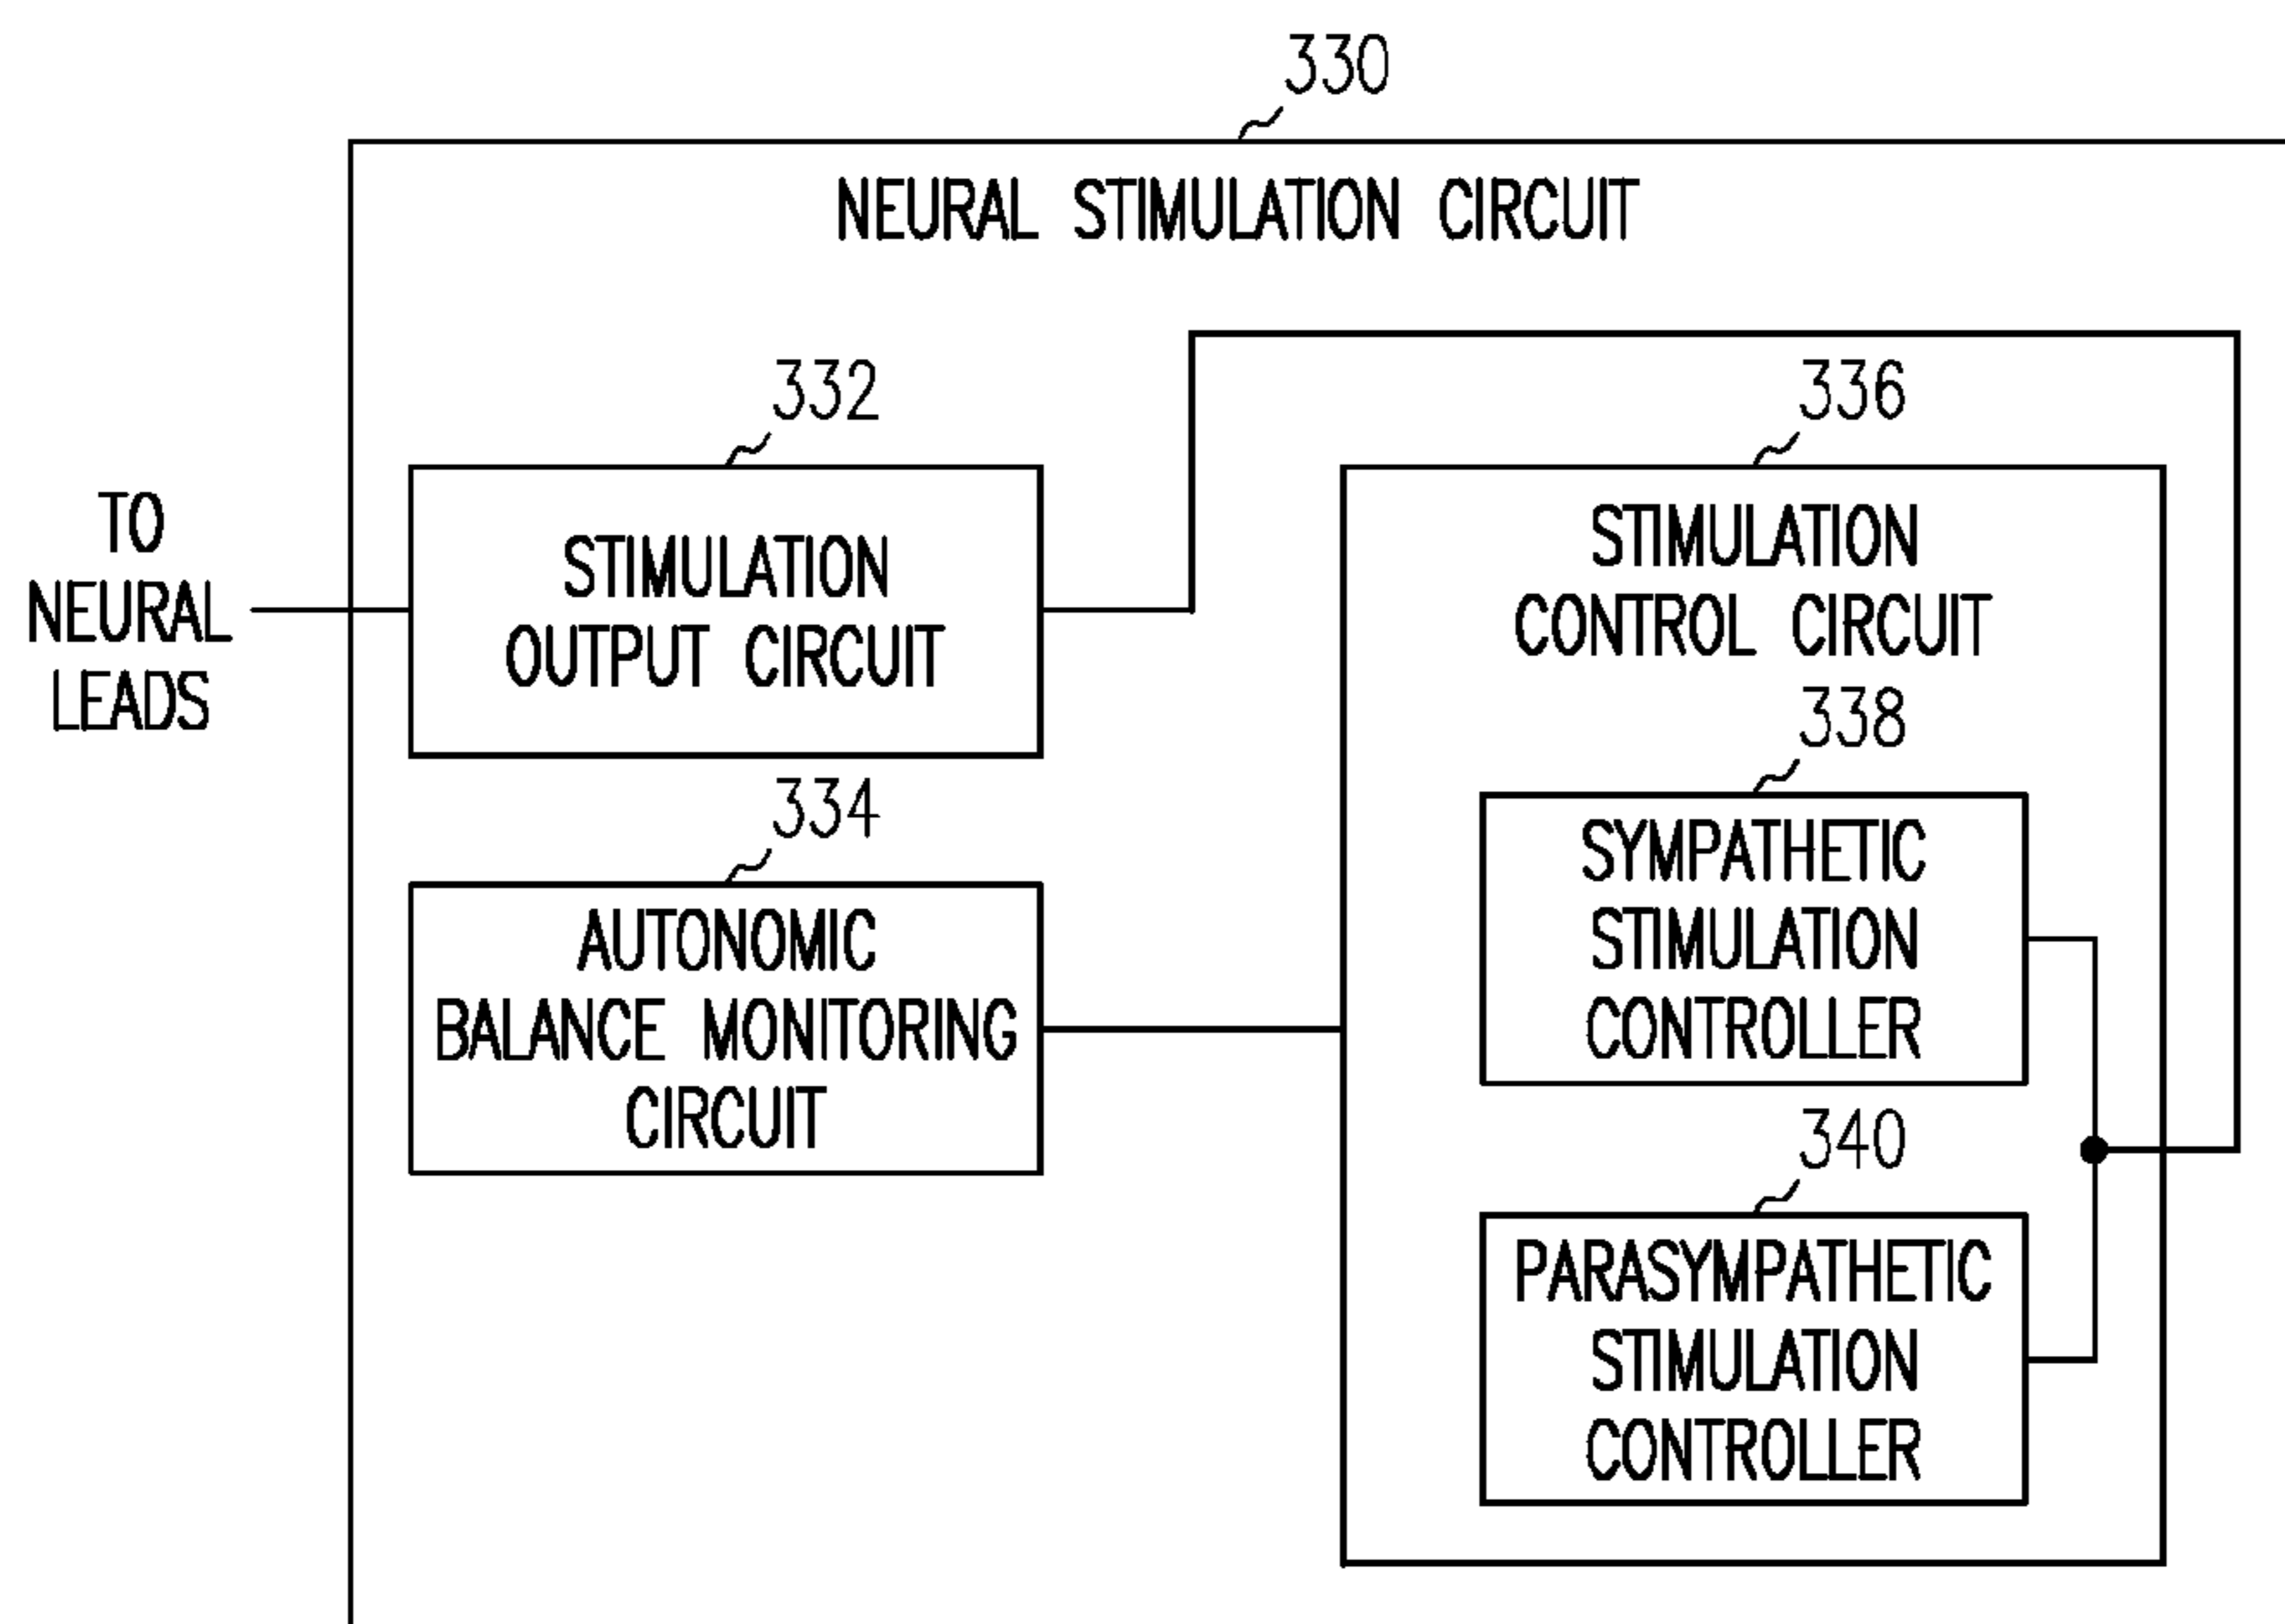 330
NEURAL STIMULATION CIRCUIT
TO
NEURAL
LEADS
332
STIMULATION
OUTPUT CIRCUIT
334
AUTONOMIC
BALANCE MONITORING
CIRCUIT
336
STIMULATION
CONTROL CIRCUIT
338
SYMPATHETIC
STIMULATION
CONTROLLER
340
PARASYMPATHETIC
STIMULATION
CONTROLLER